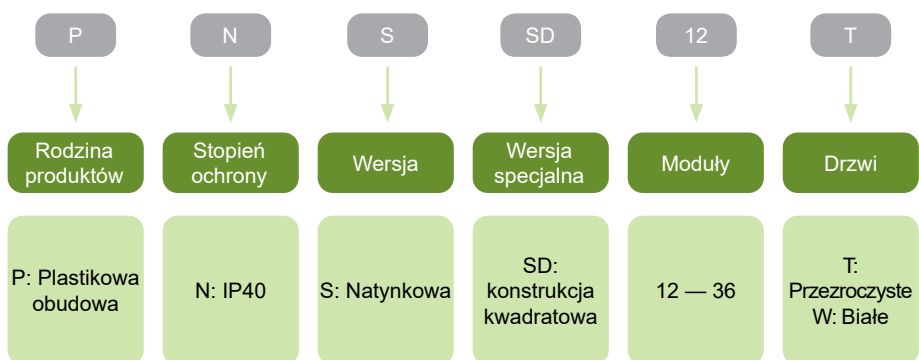 P
N
S
SD
12
T
Rodzina
produktów
Stopień
ochrony
Wersja
Wersja
specjalna
Moduły
Drzwi
P: Plastikowa
obudowa
N: IP40
S: Natynkowa
SD:
konstrukcja
kwadratowa
12 — 36
T:
Przezroczyste
W: Białe